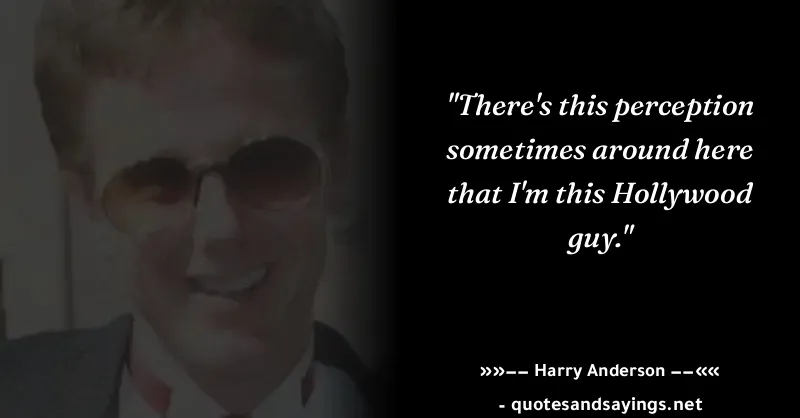 "There's this perception
sometimes around here
that I'm this Hollywood
guy."
»»–– Harry Anderson ––««
- quotesandsayings.net